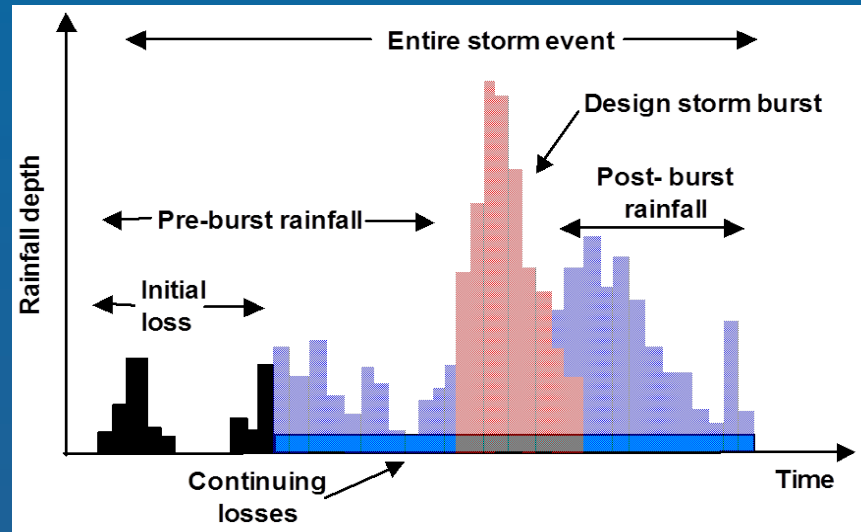 Entire storm event
Design storm burst
Post- burst
rainfall
Pre-burst rainfall
Initial
loss
Rainfall depth
Continuing
losses
Time